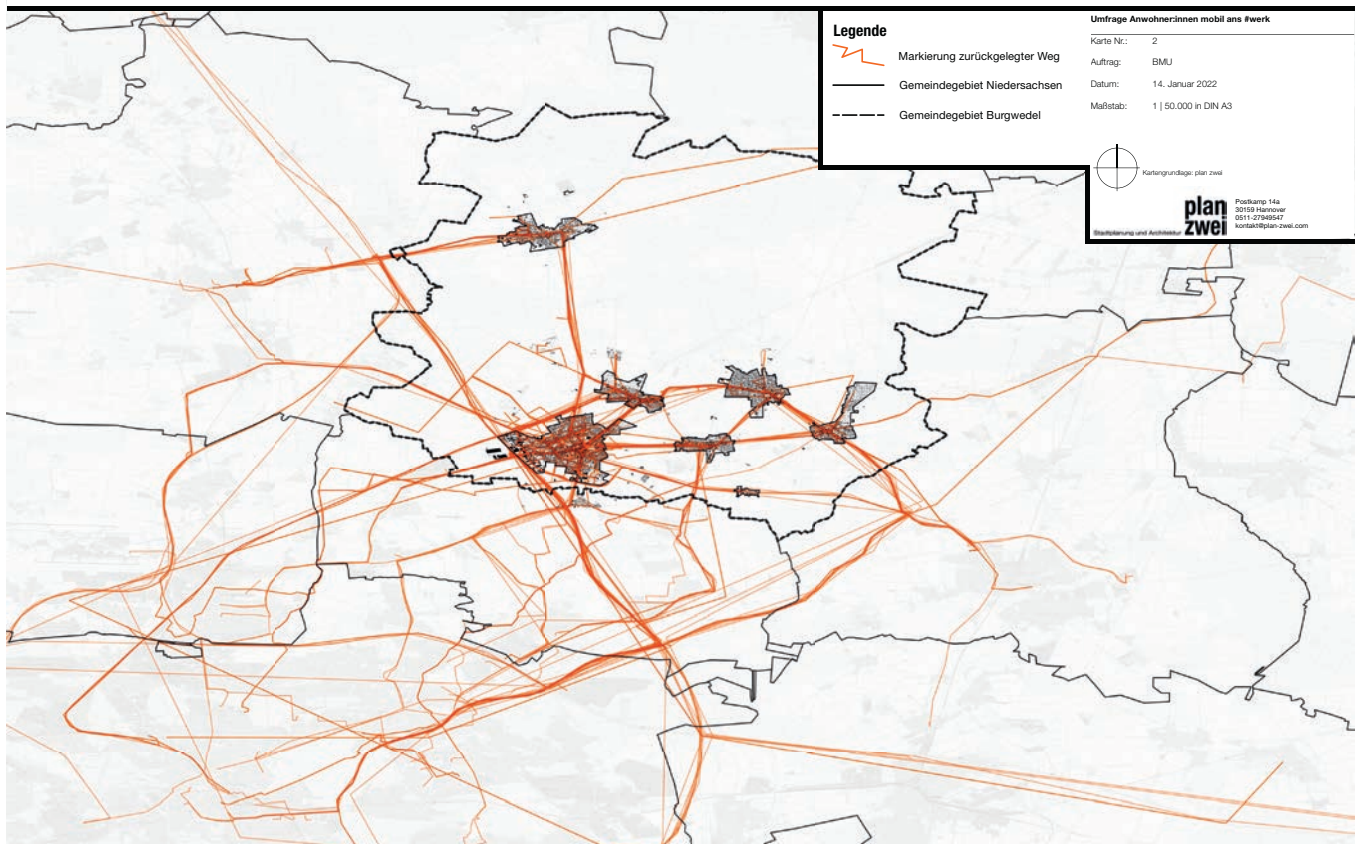 Legende
Markierung zurückgelegter Weg
Gemeindegebiet Niedersachsen
Gemeindegebiet Burgwedel
Umfrage Anwohner:innen mobil ans #werk
Karte Nr.: 2
Auftrag: BMU
Datum: 14. Januar 2022
Maßstab: 1 | 50.000 in DIN A3
Kartengrundlage: plan zwei
Stadtplanung und Architektur
plan
zwei
Postkamp 14a
30159 Hannover
0511-27949547
kontakt@plan-zwei.com